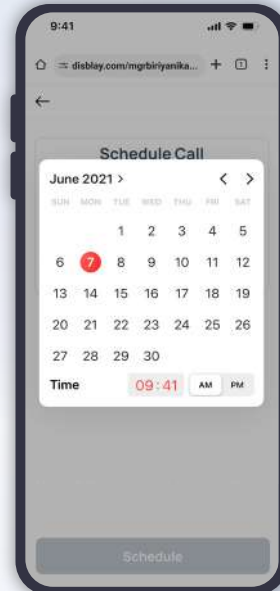 9:41
disblay.com/mgrbiriyanika... + 1
Schedule Call
June 2021 > < >
SUN MON TUE WED THU FRI SAT
1 2 3 4 5
6 7 8 9 10 11 12
13 14 15 16 17 18 19
20 21 22 23 24 25 26
27 28 29 30
Time 09:41 AM PM
Schedule